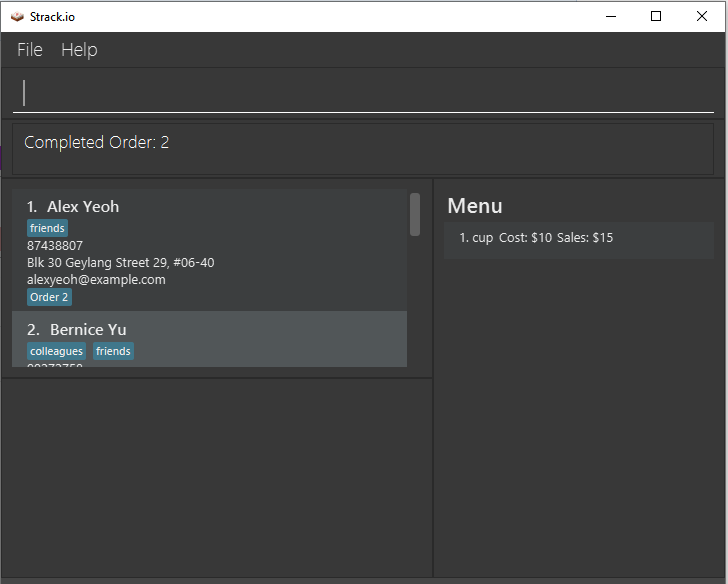 Strack.io
File Help
Completed Order: 2
1. Alex Yeoh
friends
87438807
Blk 30 Geylang Street 29, #06-40
alexyeoh@example.com
Order 2
2. Bernice Yu
colleagues friends
Menu
1. cup Cost: $10 Sales: $15